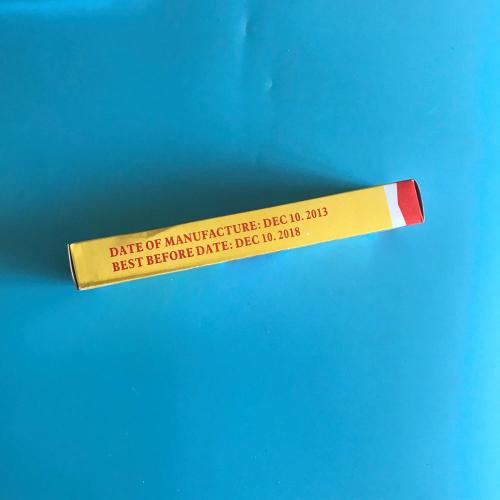 DATE OF MANUFACTURE: DEC 10. 2013
BEST BEFORE DATE: DEC 10. 2018